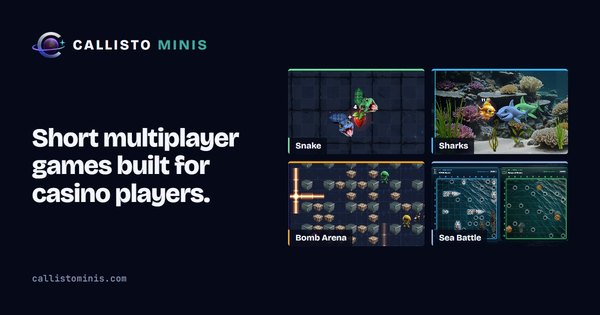 CALLISTO MINIS
Short multiplayer
games built for
casino players.
Snake
Sharks
Bomb Arena
Sea Battle
callistominis.com